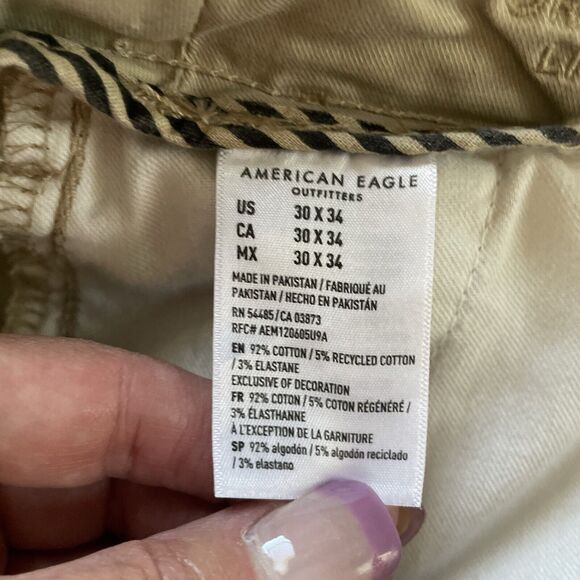 AMERICAN EAGLE
OUTFITTERS
US 30 X 34
CA 30 X 34
MX 30 X 34
MADE IN PAKISTAN / FABRIQUÉ AU
PAKISTAN / HECHO EN PAKISTÁN
RN 54485/CA 03873
RFC# AEM120605U9A
EN 92% COTTON / 5% RECYCLED COTTON
/ 3% ELASTANE
EXCLUSIVE OF DECORATION
FR 92% COTON / 5% COTON RÉGÉNÉRÉ /
3% ÉLASTHANNE
À L'EXCEPTION DE LA GARNITURE
SP 92% algodón / 5% algodón reciclado
/ 3% elastano